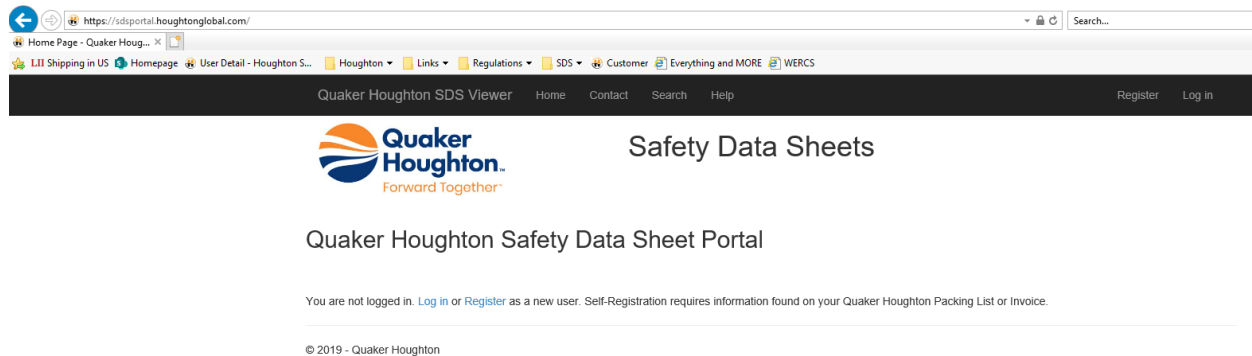 https://sdsportal.houghtonglobal.com/
Search...
Home Page - Quaker Houg...
LII Shipping in US Homepage User Detail - Houghton S... Houghton Links Regulations SDS Customer Everything and MORE WERCS
Quaker Houghton SDS Viewer Home Contact Search Help Register Log in
Quaker
Houghton™
Forward Together℠
Safety Data Sheets
Quaker Houghton Safety Data Sheet Portal
You are not logged in. Log in or Register as a new user. Self-Registration requires information found on your Quaker Houghton Packing List or Invoice.
© 2019 - Quaker Houghton